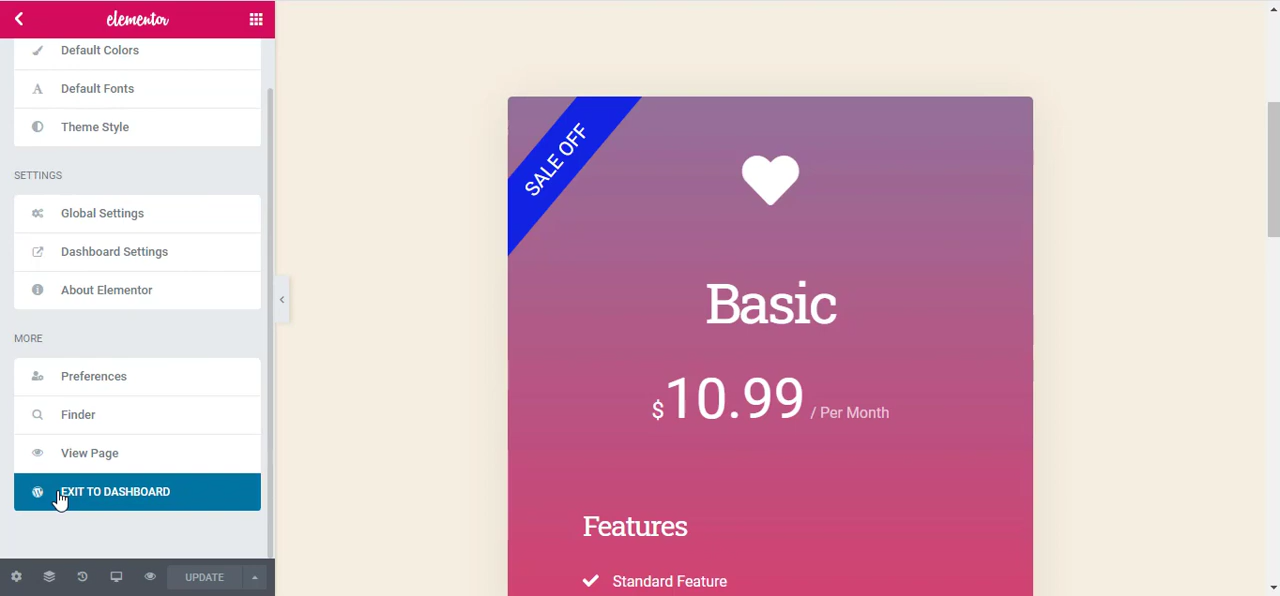 elementor
Default Colors
Default Fonts
Theme Style
SETTINGS
Global Settings
Dashboard Settings
About Elementor
MORE
Preferences
Finder
View Page
EXIT TO DASHBOARD
UPDATE
SALE OFF
Basic
$10.99 / Per Month
Features
Standard Feature